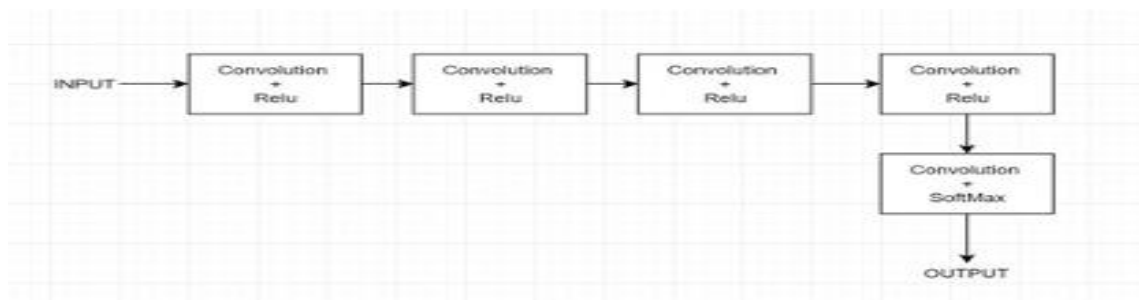 INPUT
Convolution
+
Relu
Convolution
+
Relu
Convolution
+
Relu
Convolution
+
Relu
Convolution
+
SoftMax
OUTPUT